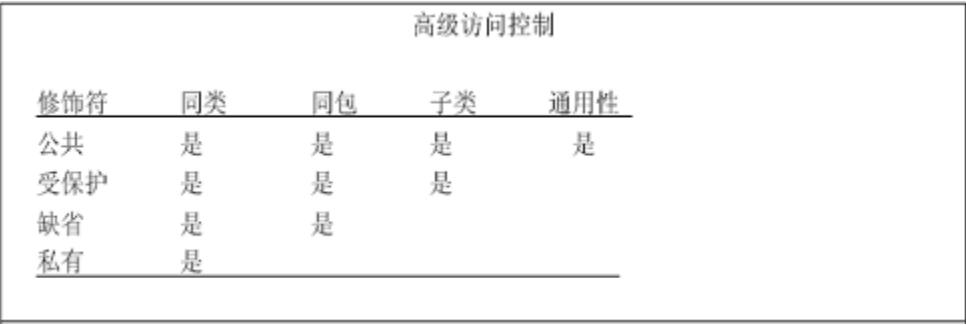 高级访问控制
修饰符 同类 同包 子类 通用性
公共 是 是 是 是
受保护 是 是 是
缺省 是 是
私有 是